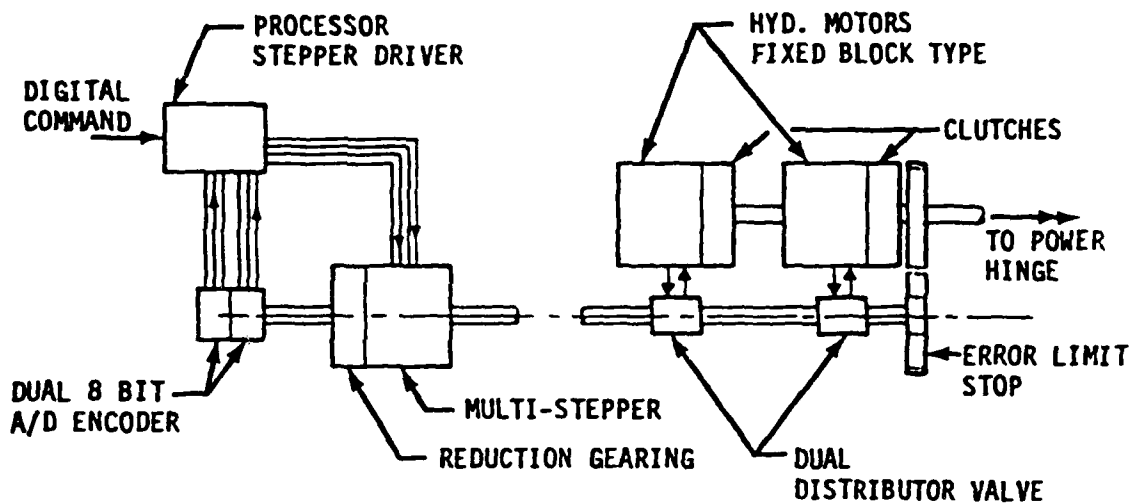 PROCESSOR
STEPPER DRIVER
HYD. MOTORS
FIXED BLOCK TYPE
DIGITAL
COMMAND
CLUTCHES
TO POWER
HINGE
ERROR LIMIT
STOP
DUAL 8 BIT
A/D ENCODER
MULTI-STEPPER
REDUCTION GEARING
DUAL
DISTRIBUTOR VALVE